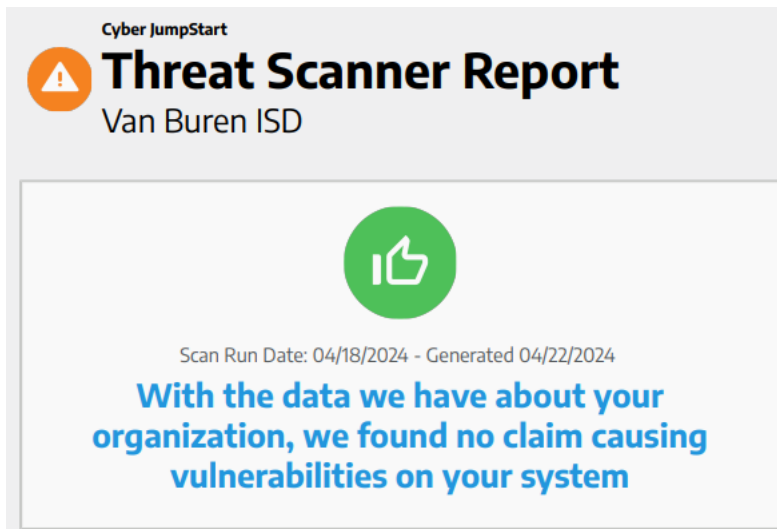 Cyber JumpStart
Threat Scanner Report
Van Buren ISD
Scan Run Date: 04/18/2024 - Generated 04/22/2024
With the data we have about your
organization, we found no claim causing
vulnerabilities on your system